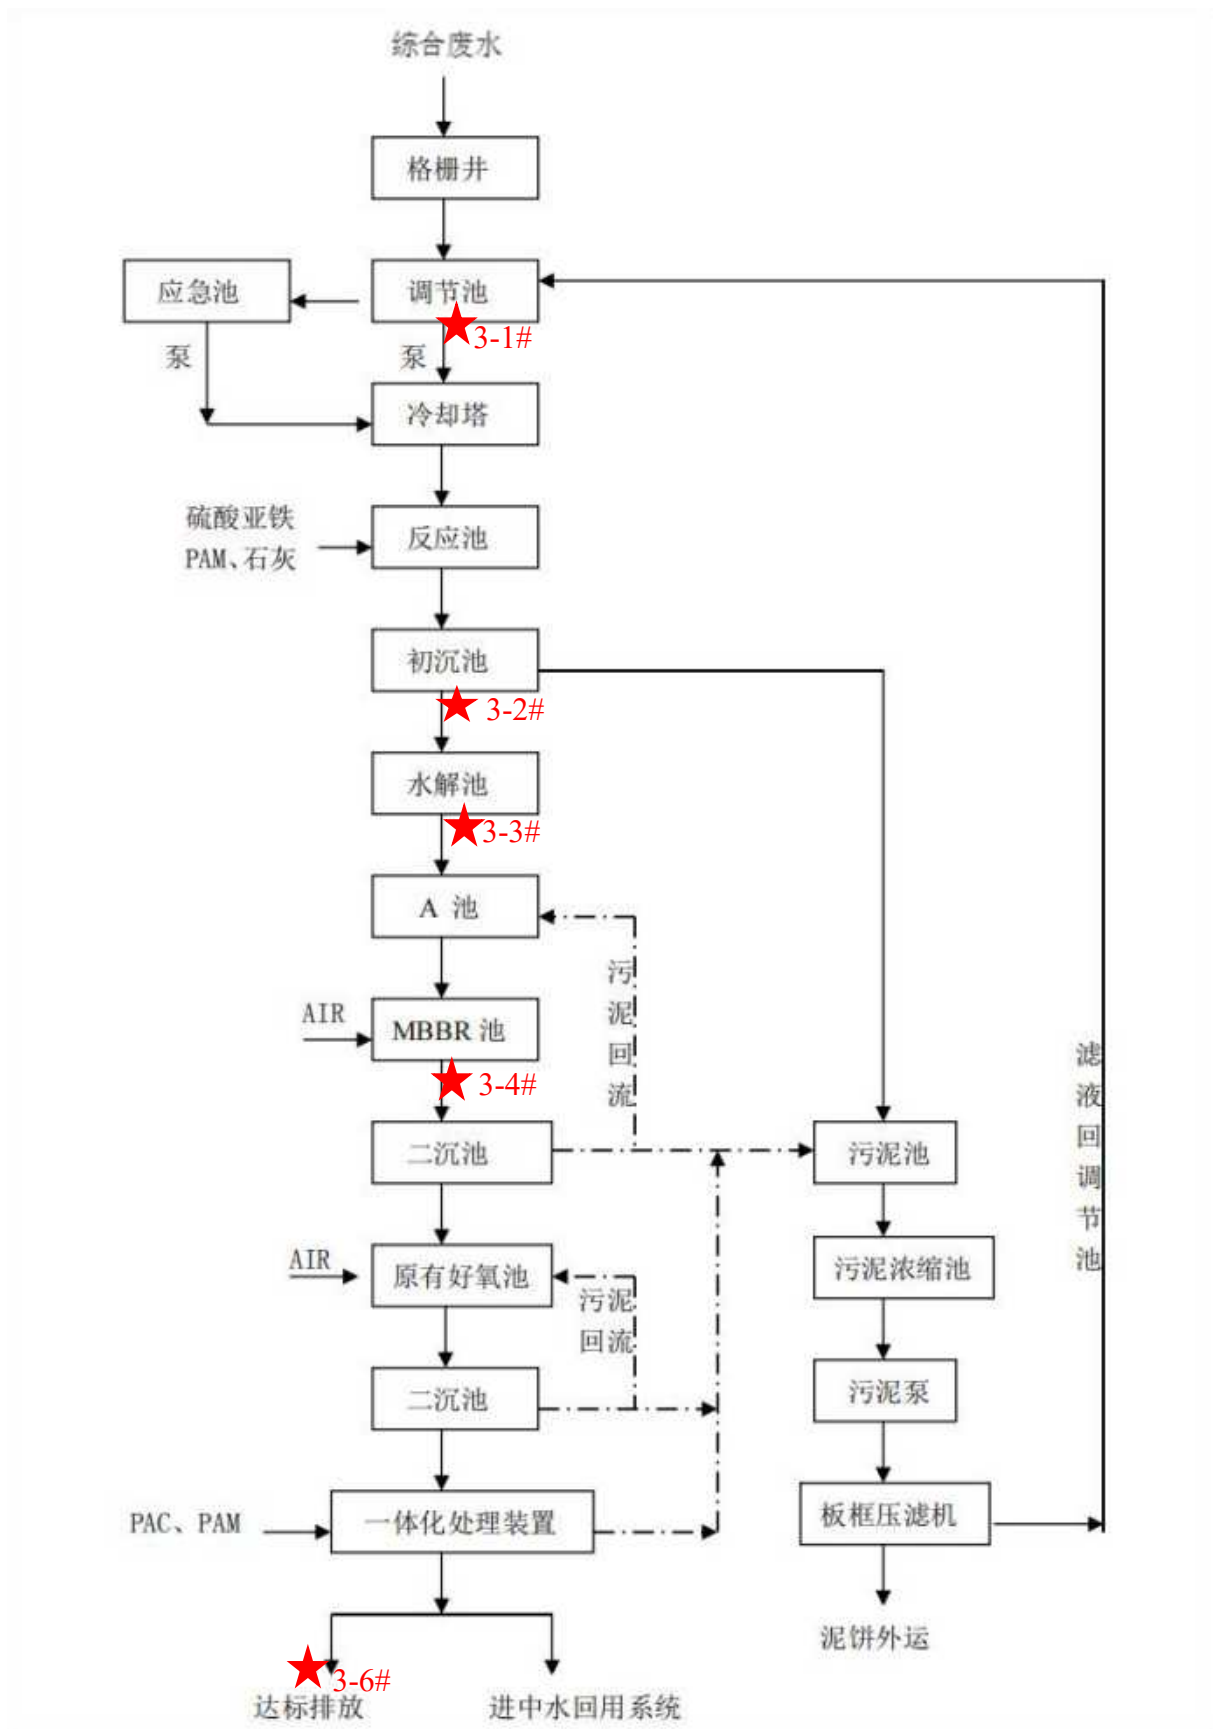 综合废水
格栅井
应急池
调节池
3-1#
泵
泵
冷却塔
硫酸亚铁
PAM、石灰
反应池
初沉池
3-2#
水解池
3-3#
A 池
污泥回流
AIR
MBBR 池
3-4#
二沉池
污泥池
滤液回调节池
AIR
原有好氧池
污泥
回流
污泥浓缩池
二沉池
污泥泵
PAC、PAM
一体化处理装置
板框压滤机
泥饼外运
3-6#
达标排放
进中水回用系统